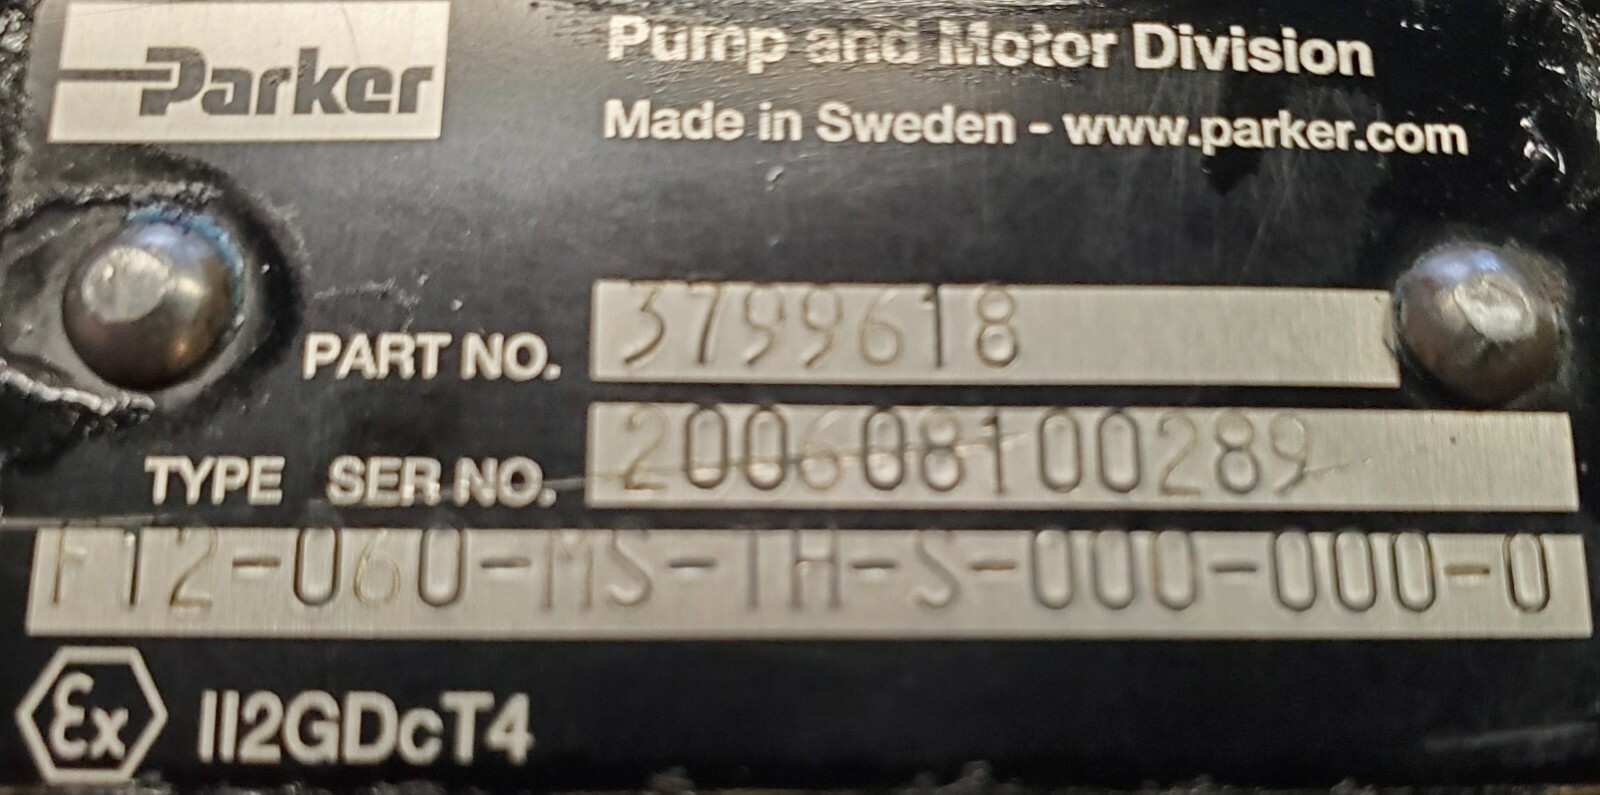 Parker
Pump and Motor Division
Made in Sweden - www.parker.com
PART NO. 3799618
TYPE SER NO. 200608100289
F12-060-MS-TH-S-000-000-0
Ex II2GDcT4